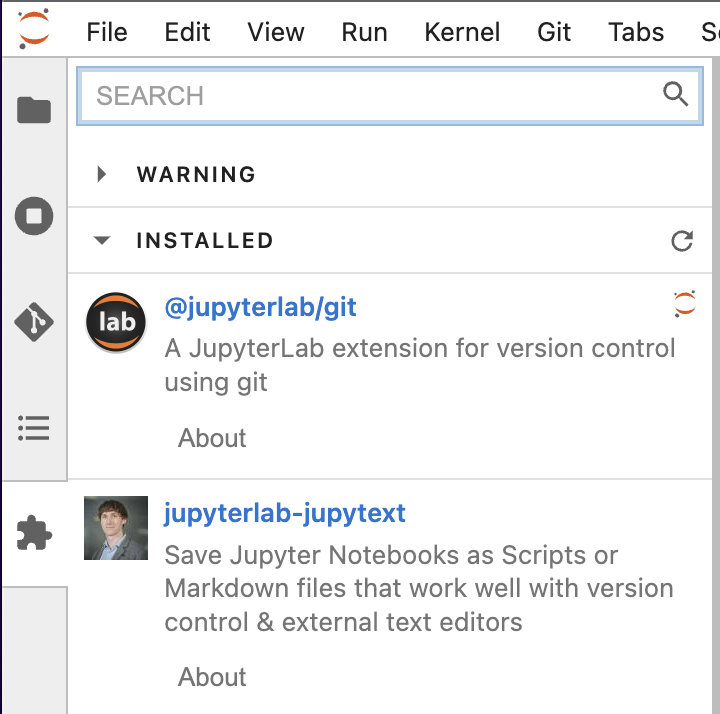 File Edit View Run Kernel Git Tabs
SEARCH
WARNING
INSTALLED
lab
@jupyterlab/git
A JupyterLab extension for version control
using git
About
jupyterlab-jupytext
Save Jupyter Notebooks as Scripts or
Markdown files that work well with version
control & external text editors
About